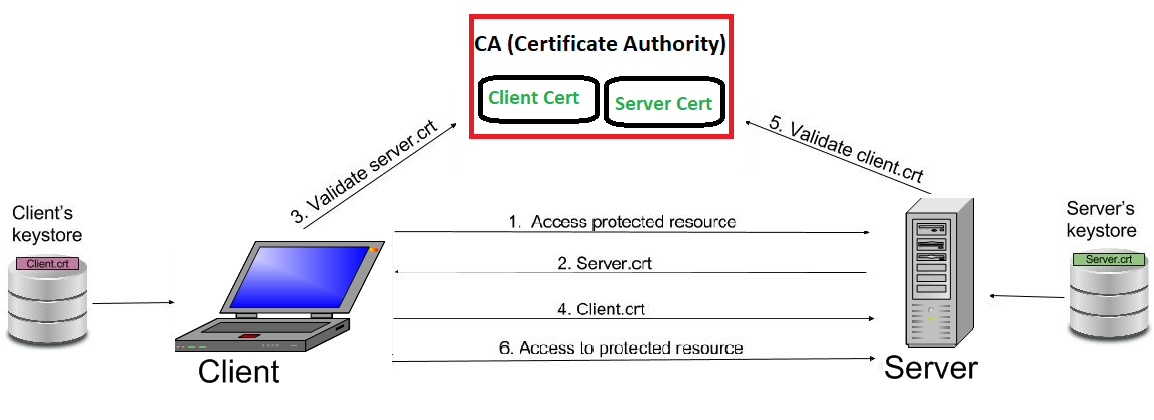 CA (Certificate Authority)
Client Cert
Server Cert
3. Validate server.crt
5. Validate client.crt
Client's
keystore
Client.crt
1. Access protected resource
2. Server.crt
4. Client.crt
6. Access to protected resource
Server's
keystore
Server.crt
Client
Server